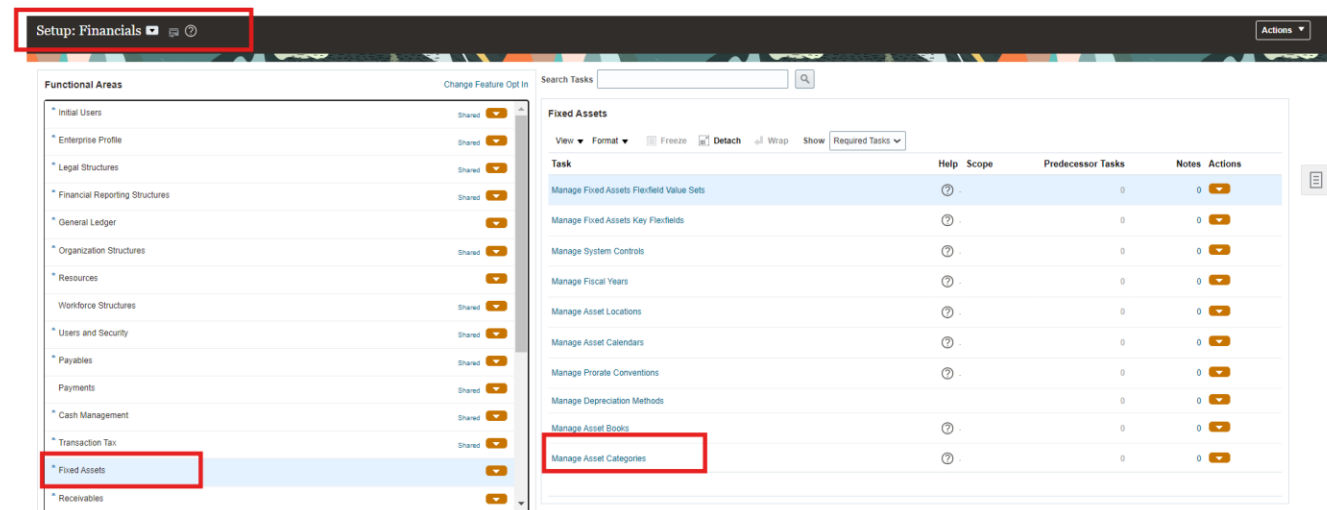 Setup: Financials
Actions
Functional Areas
Change Feature Opt In
Initial Users Shared
Enterprise Profile Shared
Legal Structures Shared
Financial Reporting Structures Shared
General Ledger
Organization Structures Shared
Resources
Workforce Structures Shared
Users and Security Shared
Payables Shared
Payments Shared
Cash Management Shared
Transaction Tax Shared
Fixed Assets
Receivables
Search Tasks
Fixed Assets
View Format Freeze Detach Wrap Show Required Tasks
Task Help Scope Predecessor Tasks Notes Actions
Manage Fixed Assets Flexfield Value Sets 0 0
Manage Fixed Assets Key Flexfields 0 0
Manage System Controls 0 0
Manage Fiscal Years 0 0
Manage Asset Locations 0 0
Manage Asset Calendars 0 0
Manage Prorate Conventions 0 0
Manage Depreciation Methods 0 0
Manage Asset Books 0 0
Manage Asset Categories 0 0